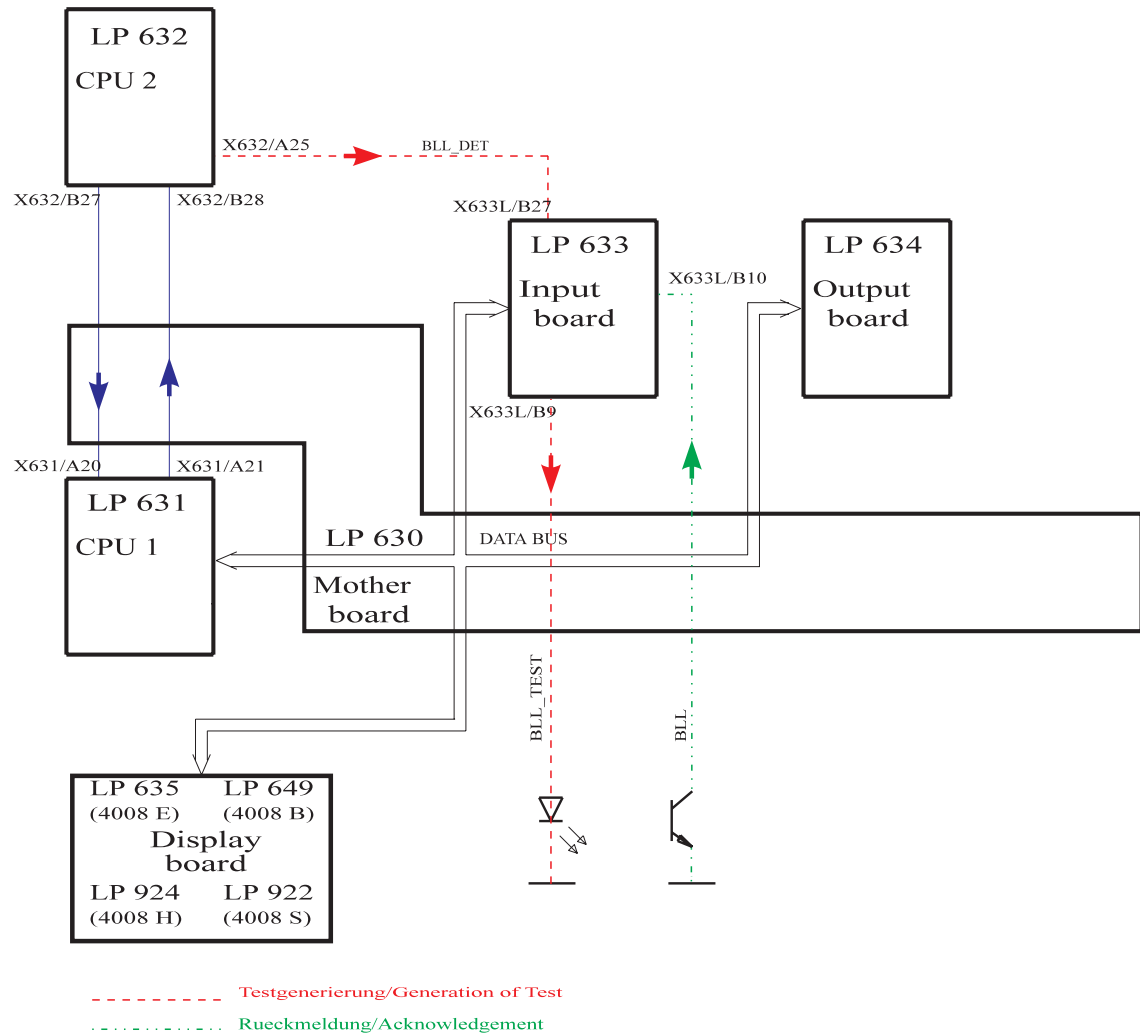 LP 632
CPU 2
X632/A25
BLL_DET
X632/B27
X632/B28
X633L/B27
LP 633
Input
board
X633L/B10
LP 634
Output
board
X633L/B9
X631/A20
X631/A21
LP 631
CPU 1
LP 630
DATA BUS
Mother
board
BLL_TEST
BLL
LP 635
LP 649
(4008 E)
(4008 B)
Display
board
LP 924
LP 922
(4008 H)
(4008 S)
Testgenerierung/Generation of Test
Rueckmeldung/Acknowledgement